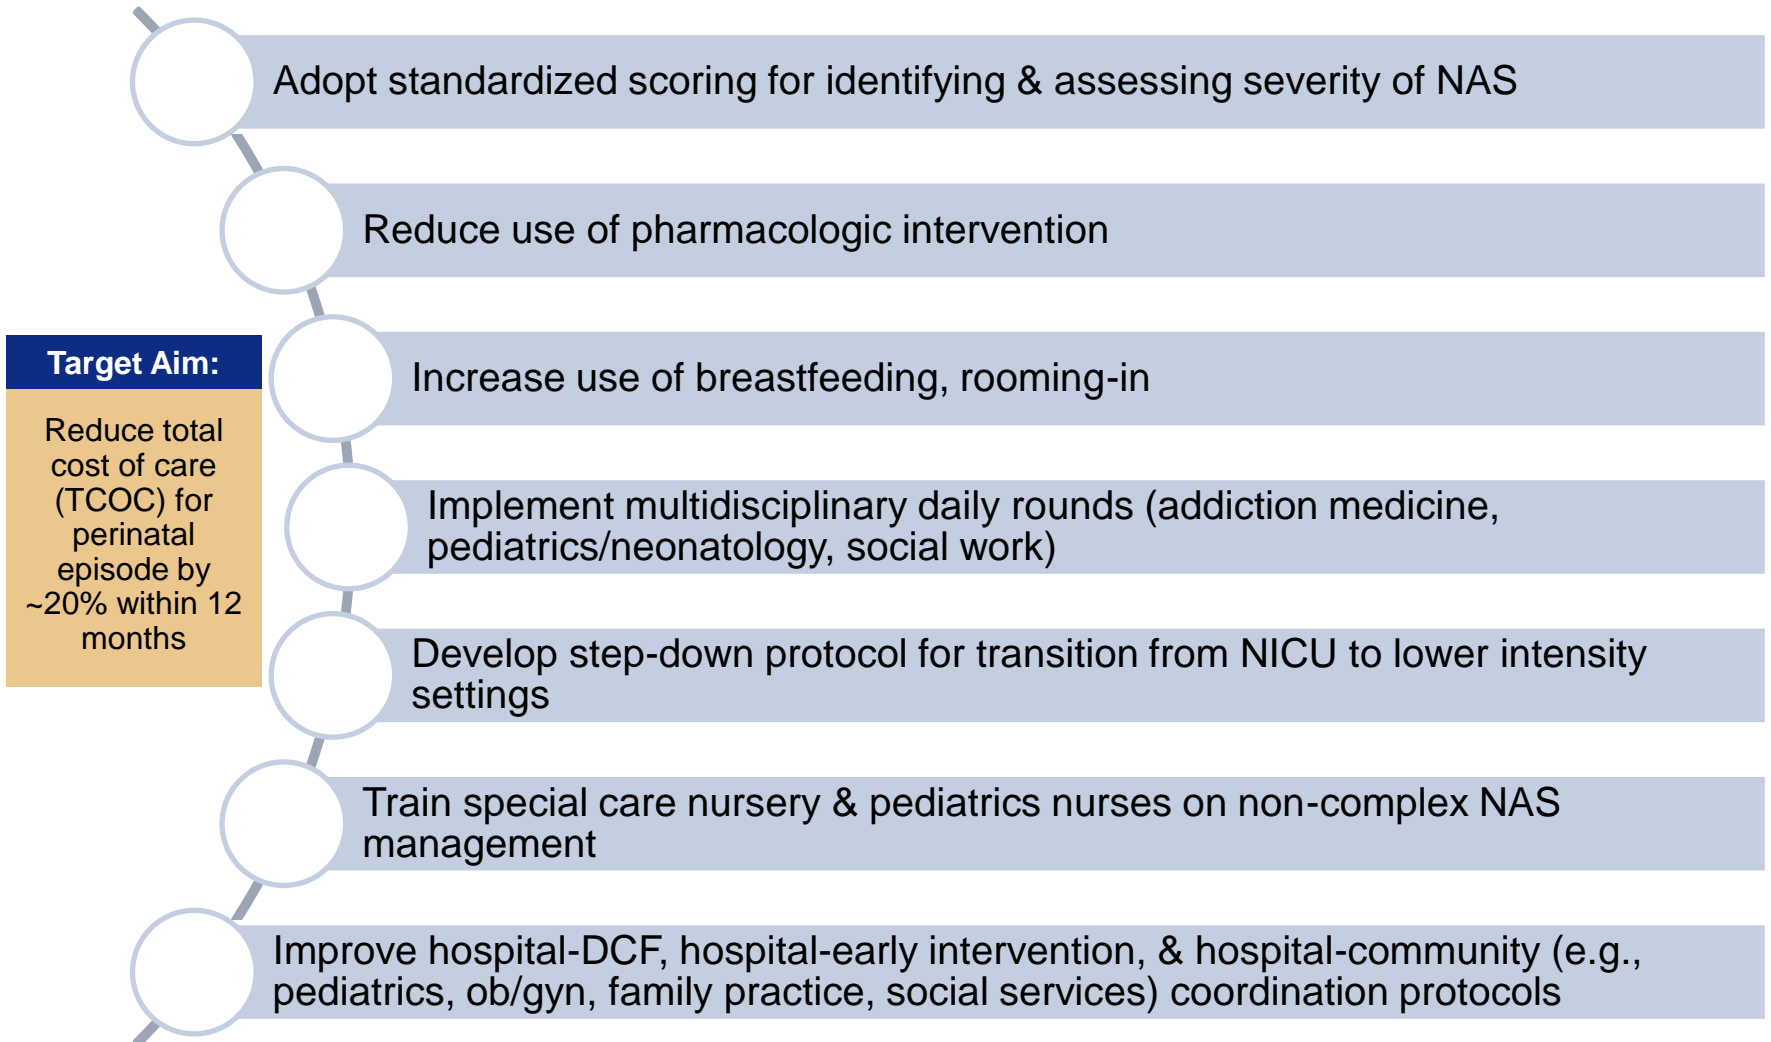 Adopt standardized scoring for identifying & assessing severity of NAS
Reduce use of pharmacologic intervention
Target Aim:
Reduce total
cost of care
(TCOC) for
perinatal
episode by
~20% within 12
months
Increase use of breastfeeding, rooming-in
Implement multidisciplinary daily rounds (addiction medicine,
pediatrics/neonatology, social work)
Develop step-down protocol for transition from NICU to lower intensity
settings
Train special care nursery & pediatrics nurses on non-complex NAS
management
Improve hospital-DCF, hospital-early intervention, & hospital-community (e.g.,
pediatrics, ob/gyn, family practice, social services) coordination protocols